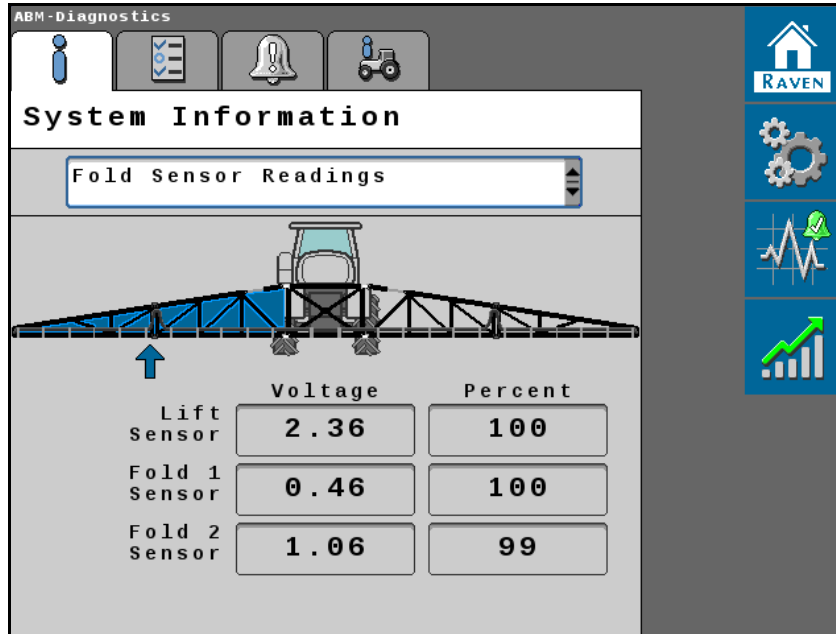 ABM-Diagnostics
RAVEN
System Information
Fold Sensor Readings
Voltage Percent
Lift Sensor 2.36 100
Fold 1 Sensor 0.46 100
Fold 2 Sensor 1.06 99